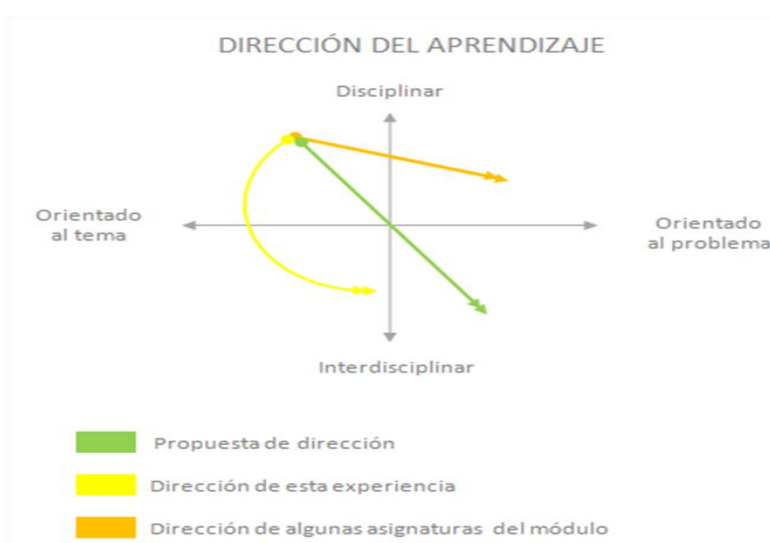 DIRECCIÓN DEL APRENDIZAJE
Disciplinar
Orientado
al tema
Orientado
al problema
Interdisciplinar
Propuesta de dirección
Dirección de esta experiencia
Dirección de algunas asignaturas del módulo